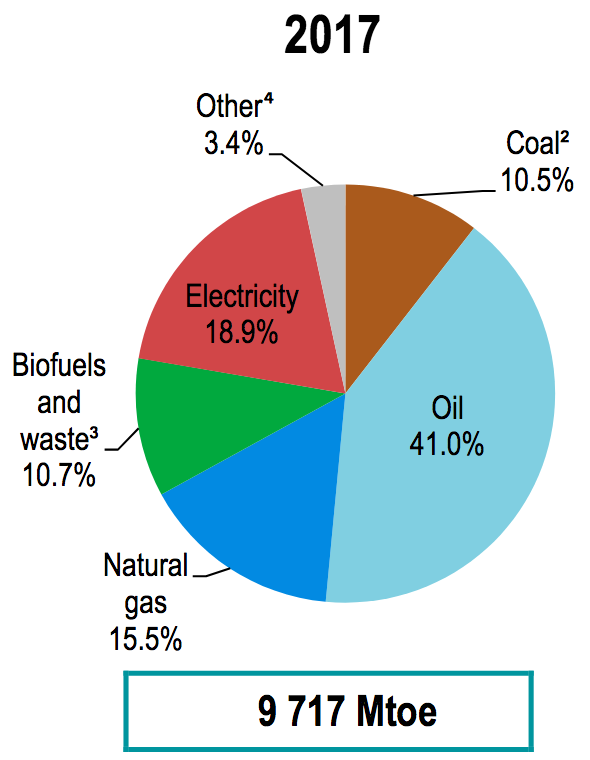 2017
Other⁴
3.4%
Coal²
10.5%
Electricity
18.9%
Biofuels
and
waste³
10.7%
Oil
41.0%
Natural
gas
15.5%
9 717 Mtoe